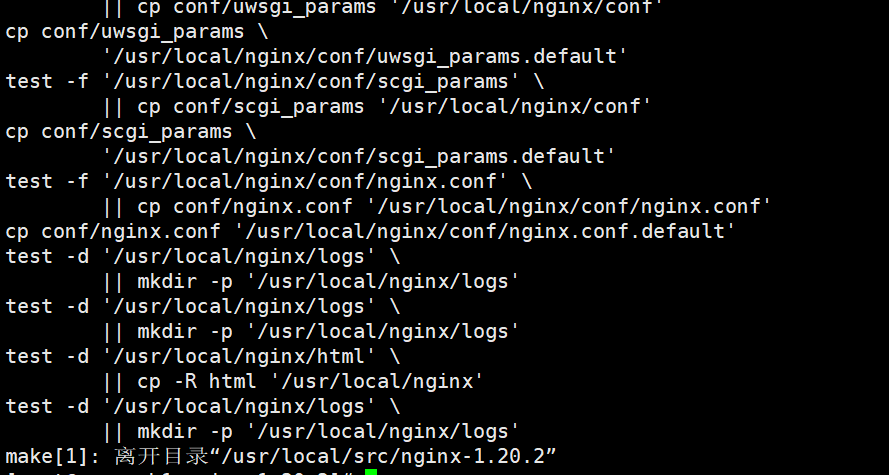 || cp conf/uwsgi_params '/usr/local/nginx/conf'
cp conf/uwsgi_params \
'/usr/local/nginx/conf/uwsgi_params.default'
test -f '/usr/local/nginx/conf/scgi_params' \
|| cp conf/scgi_params '/usr/local/nginx/conf'
cp conf/scgi_params \
'/usr/local/nginx/conf/scgi_params.default'
test -f '/usr/local/nginx/conf/nginx.conf' \
|| cp conf/nginx.conf '/usr/local/nginx/conf/nginx.conf'
cp conf/nginx.conf '/usr/local/nginx/conf/nginx.conf.default'
test -d '/usr/local/nginx/logs' \
|| mkdir -p '/usr/local/nginx/logs'
test -d '/usr/local/nginx/logs' \
|| mkdir -p '/usr/local/nginx/logs'
test -d '/usr/local/nginx/html' \
|| cp -R html '/usr/local/nginx'
test -d '/usr/local/nginx/logs' \
|| mkdir -p '/usr/local/nginx/logs'
make[1]: 离开目录“/usr/local/src/nginx-1.20.2”